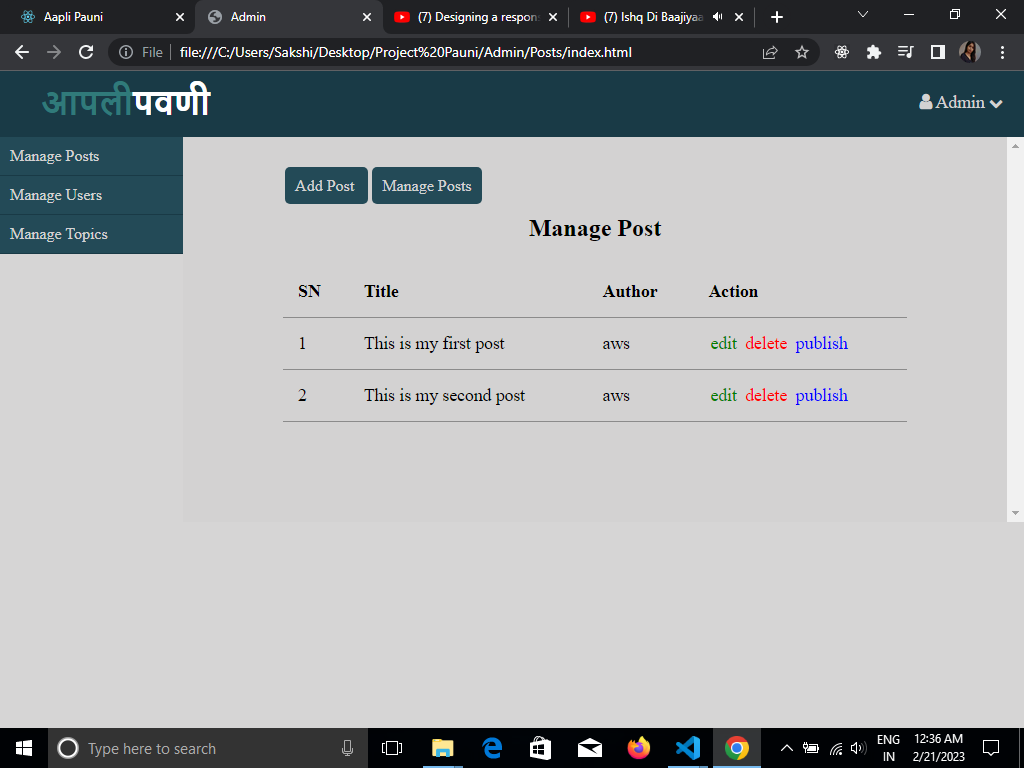 Aapli Pauni
Admin
(7) Designing a respon
(7) Ishq Di Baajiyaa
File
file:///C:/Users/Sakshi/Desktop/Project%20Pauni/Admin/Posts/index.html
आपलीपवणी
Admin
Manage Posts
Manage Users
Manage Topics
Add Post
Manage Posts
Manage Post
SN Title Author Action
1 This is my first post aws edit delete publish
2 This is my second post aws edit delete publish
Type here to search
ENG
IN
12:36 AM
2/21/2023